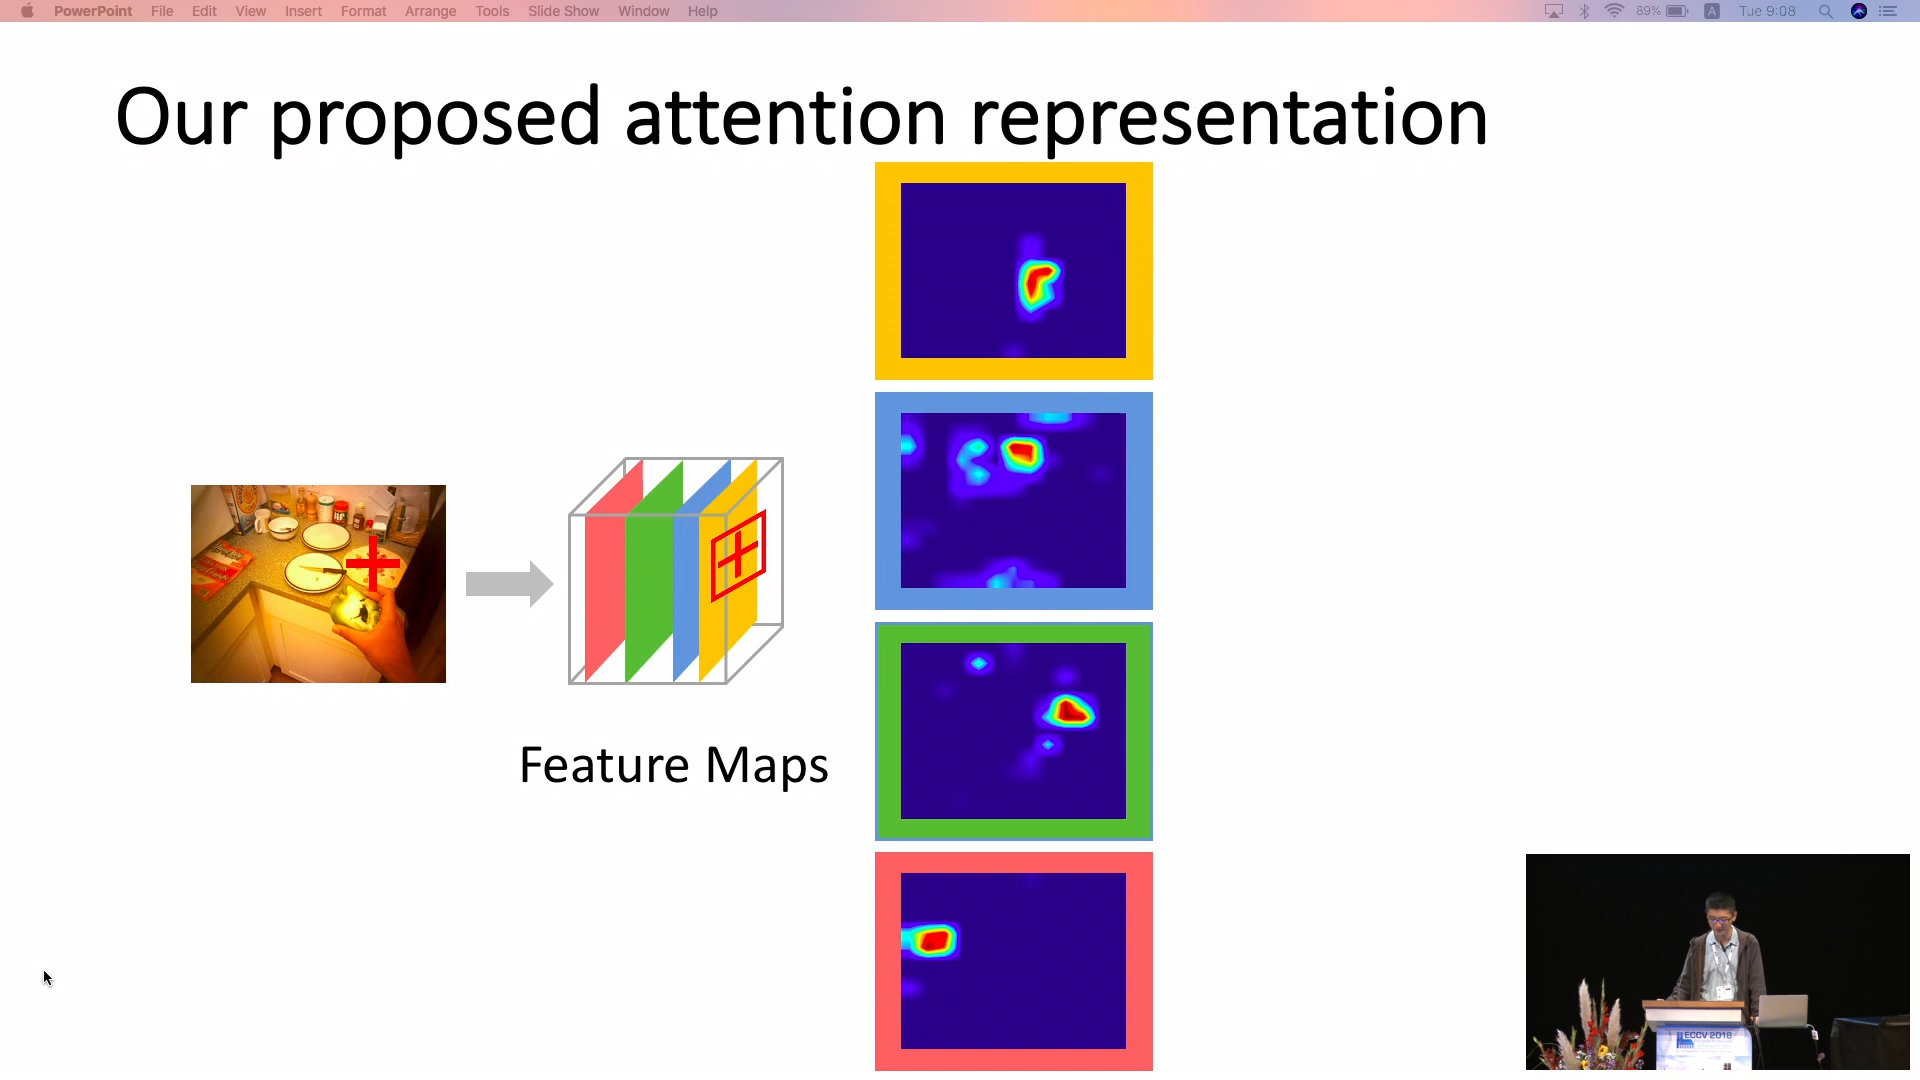 PowerPoint File Edit View Insert Format Arrange Tools Slide Show Window Help 89% A Tue 9:08
Our proposed attention representation
Feature Maps
ECCV 2018